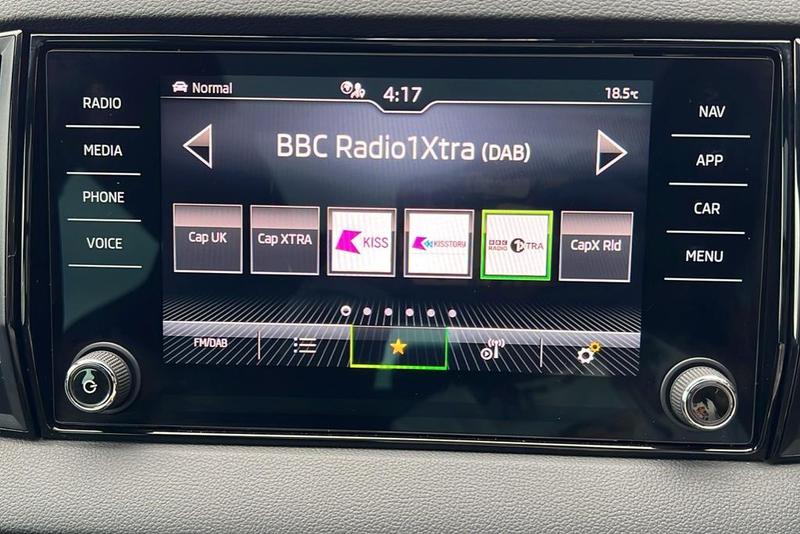 Normal
4:17
18.5°C
RADIO
MEDIA
PHONE
VOICE
BBC Radio1Xtra (DAB)
Cap UK
Cap XTRA
KISS
KISSTORY
BBC
RADIO
1XTRA
CapX Rld
FM/DAB
NAV
APP
CAR
MENU